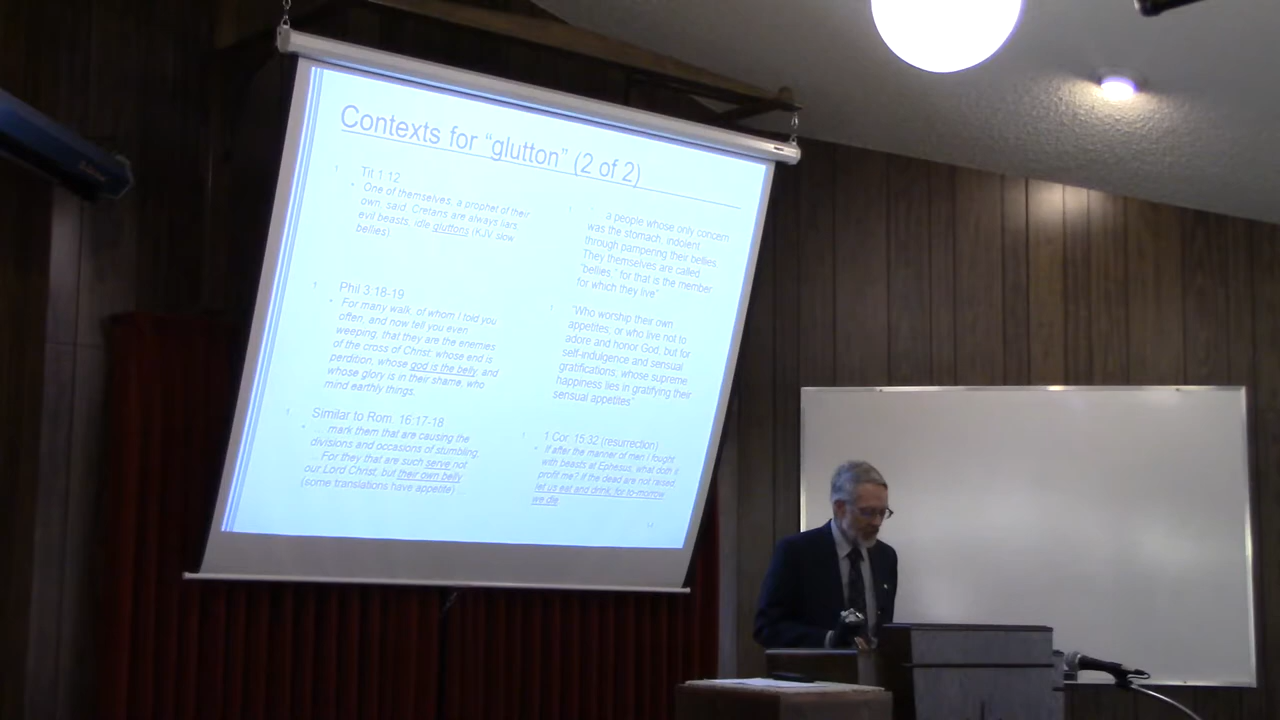 Contexts for "glutton" (2 of 2)
Tit 1.12
One of themselves, a prophet of their
own, said, Cretans are always liars
evil beasts, idle gluttons (KJV slow
bellies)
Phil 3.18-19
For many walk, of whom I told you
often, and now tell you even
weeping, that they are the enemies
of the cross of Christ, whose end is
perdition, whose god is the belly, and
whose glory is in their shame, who
mind earthly things.
Similar to Rom. 16:17-18
... mark them that are causing the
divisions and occasions of stumbling,
...For they that are such serve not
our Lord Christ, but their own belly
(some translations have appetite) ...
a people whose only concern
was the stomach, indolent
through pampering their bellies
They themselves are called
"bellies," for that is the member
for which they live"
"Who worship their own
appetites; or who live not to
adore and honor God, but for
self-indulgence and sensual
gratifications, whose supreme
happiness lies in gratifying their
sensual appetites"
1 Cor. 15:32 (resurrection)
If after the manner of men I fought
with beasts at Ephesus, what doth it
profit me? If the dead are not raised,
let us eat and drink, for to-morrow
we die